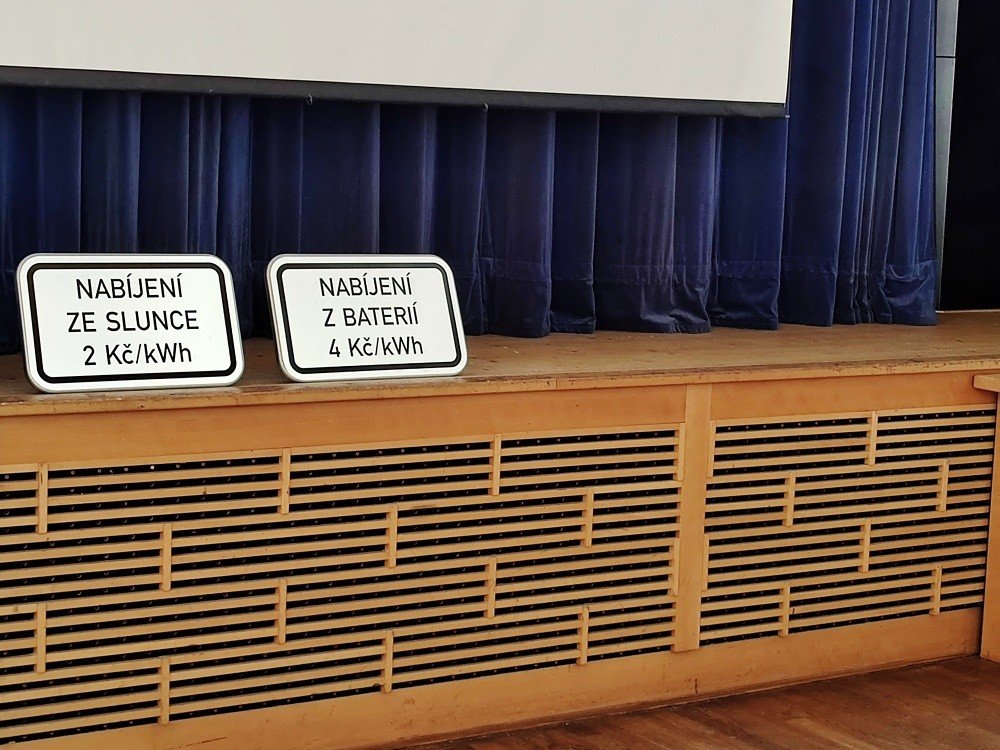 NABÍJENÍ
ZE SLUNCE
2 Kč/kWh
NABÍJENÍ
Z BATERIÍ
4 Kč/kWh